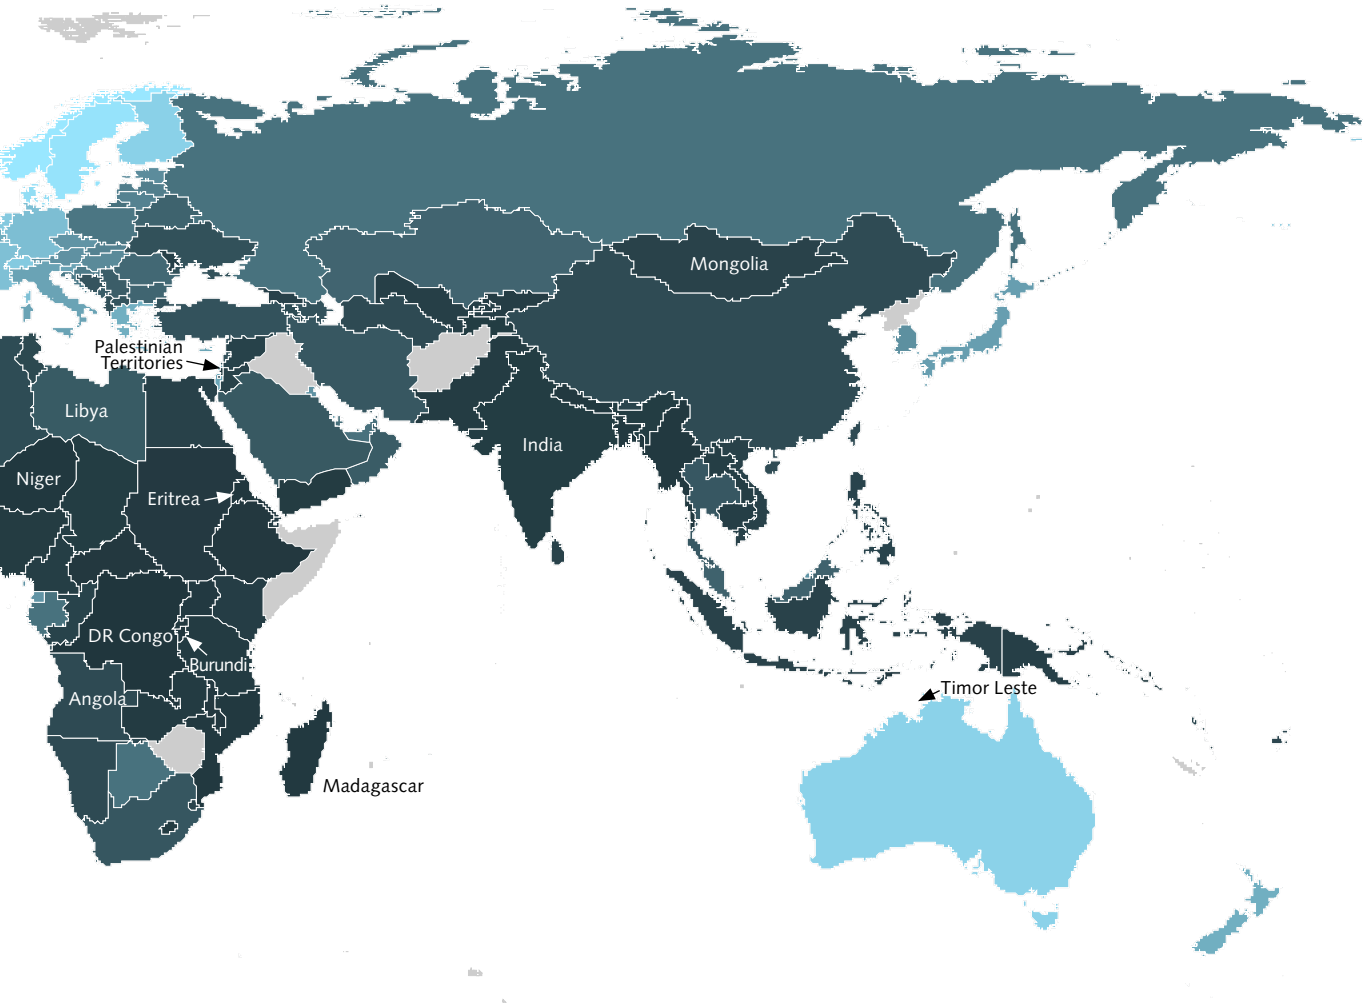 Mongolia
Palestinian
Territories
Libya
India
Niger
Eritrea
DR Congo
Burundi
Angola
Timor Leste
Madagascar